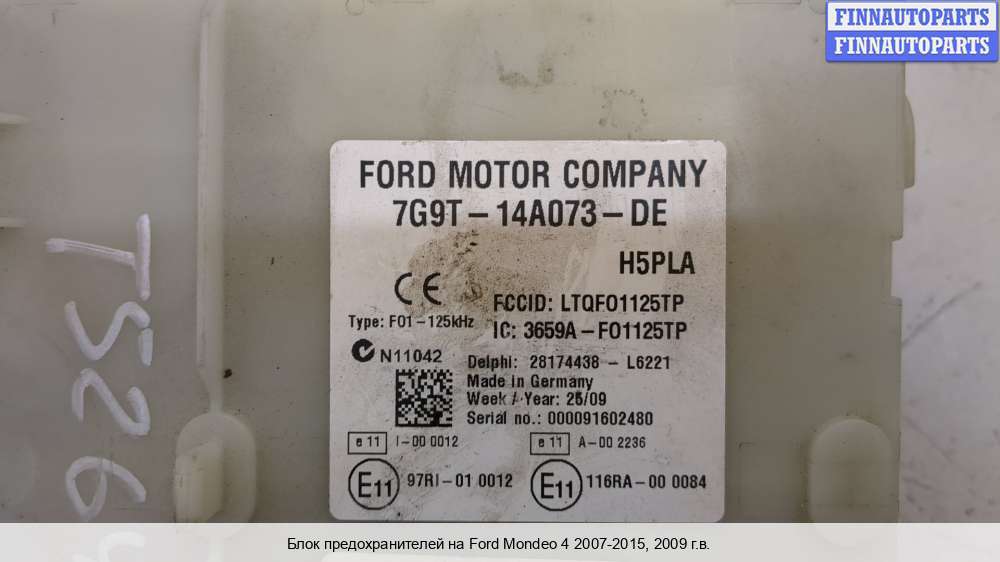 FINNAUTOPARTS
FINNAUTOPARTS
FORD MOTOR COMPANY
7G9T-14A073-DE
H5PLA
CE
FCCID: LTQFO1125TP
Type: F01-125kHz
IC: 3659A-FO1125TP
N11042
Delphi: 28174438 - L6221
Made in Germany
Week / Year: 25/09
Serial no.: 000091602480
e 11 I-00 0012
e 11 A-00 2236
E11 97RI-01 0012
E11 116RA-00 0084
TS26
Блок предохранителей на Ford Mondeo 4 2007-2015, 2009 г.в.